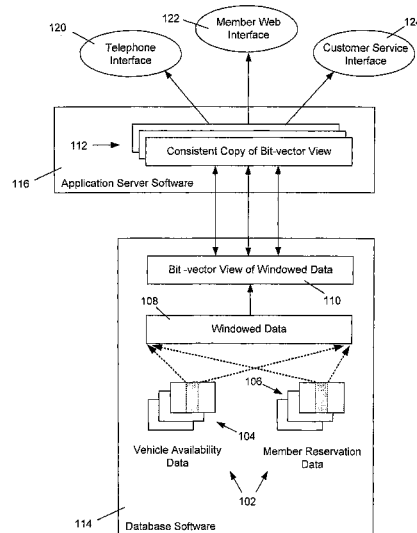 122
Member Web
Interface
120
Telephone
Interface
124
Customer Service
Interface
112
Consistent Copy of Bit-vector View
116
Application Server Software
Bit -vector View of Windowed Data
110
108
Windowed Data
106
104
Vehicle Availability
Data
Member Reservation
Data
102
114
Database Software